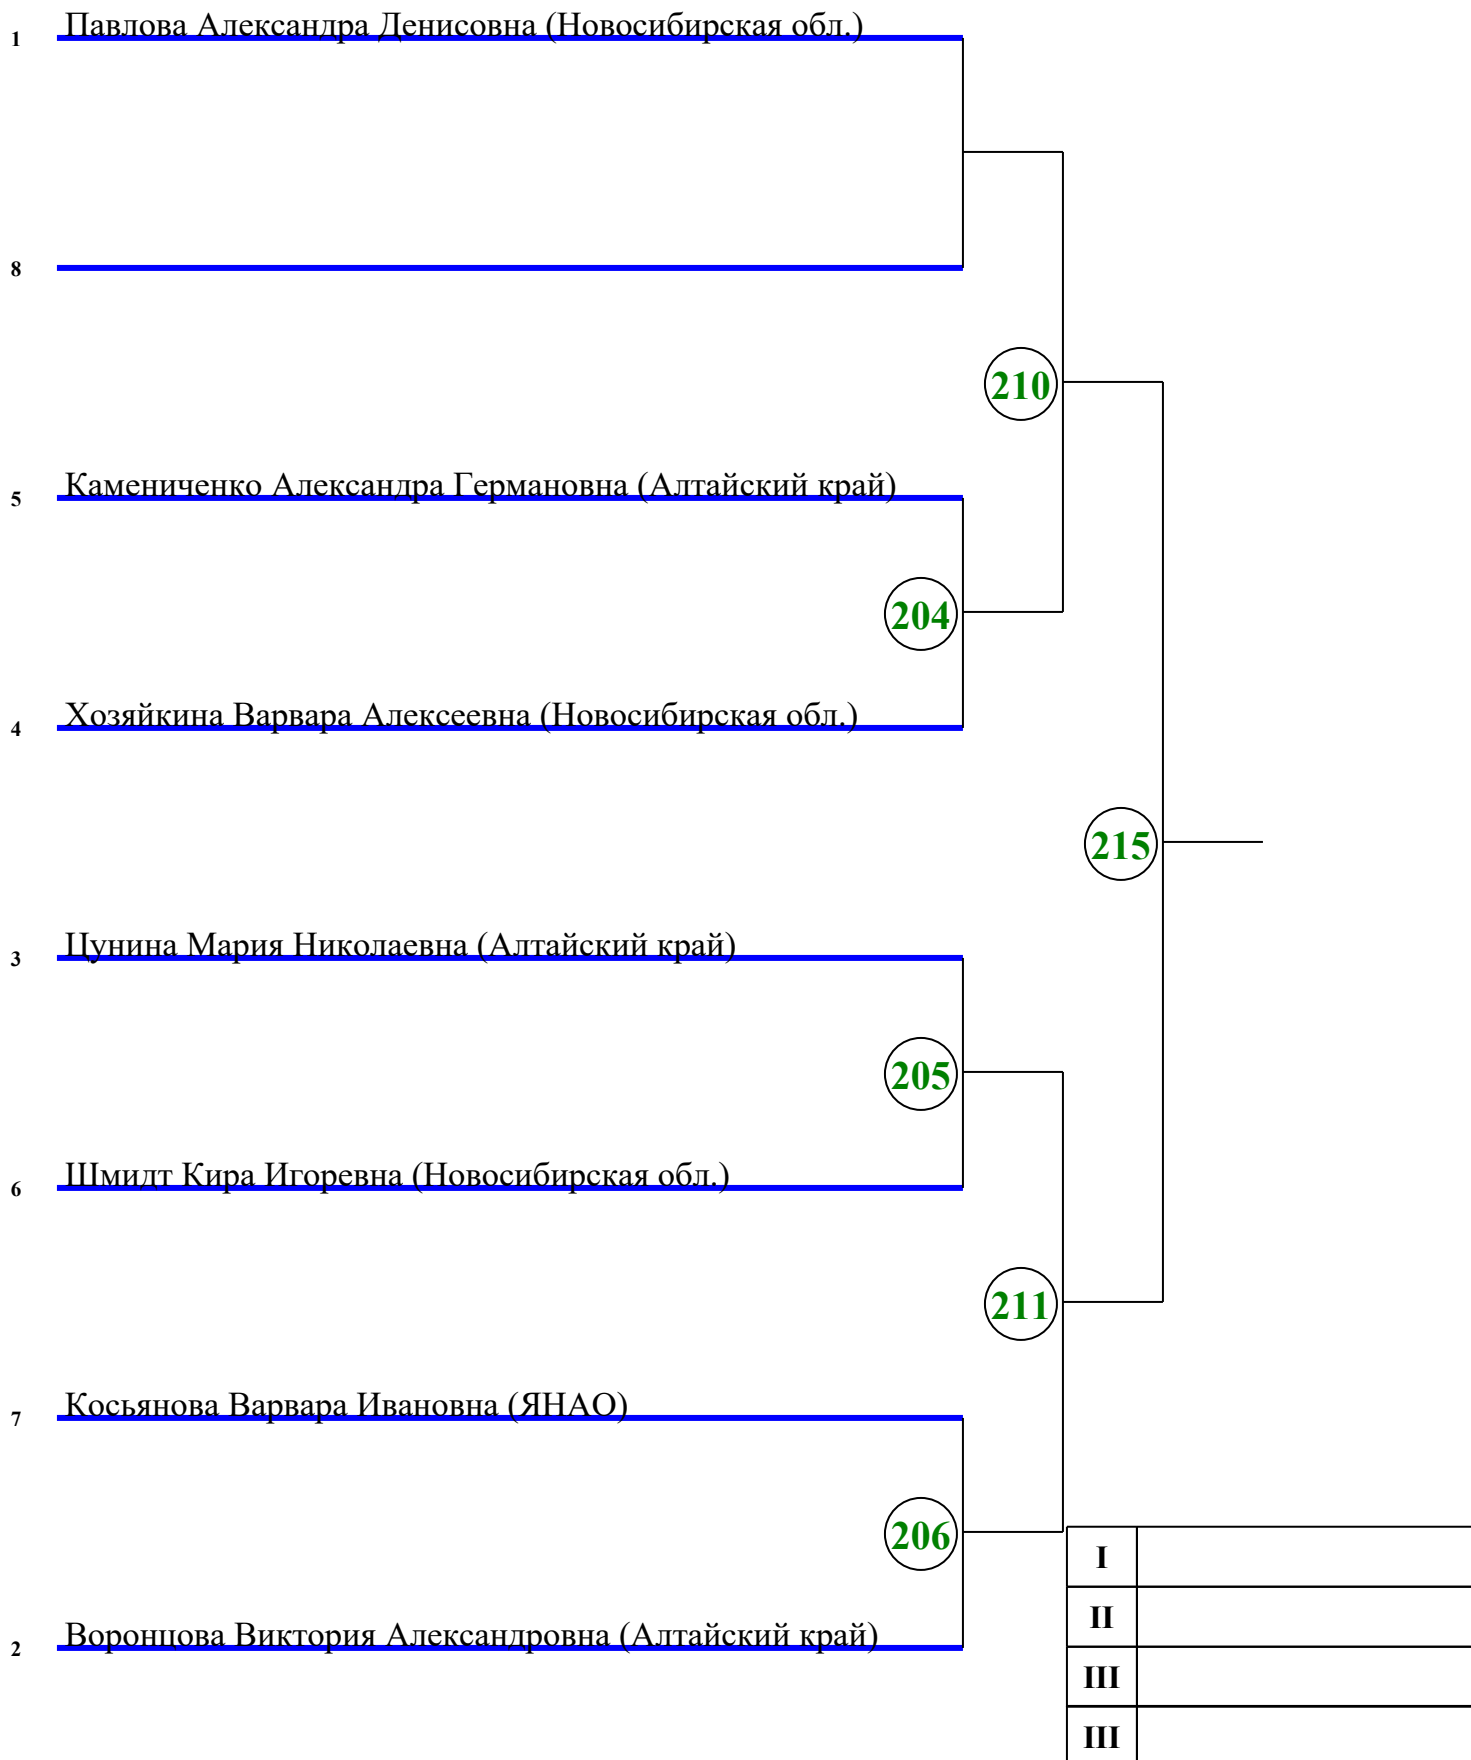 1 Павлова Александра Денисовна (Новосибирская обл.)
8
210
5 Камениченко Александра Германовна (Алтайский край)
204
4 Хозяйкина Варвара Алексеевна (Новосибирская обл.)
215
3 Цунина Мария Николаевна (Алтайский край)
205
6 Шмидт Кира Игоревна (Новосибирская обл.)
211
7 Косьянова Варвара Ивановна (ЯНАО)
206
I
II
2 Воронцова Виктория Александровна (Алтайский край)
III
III